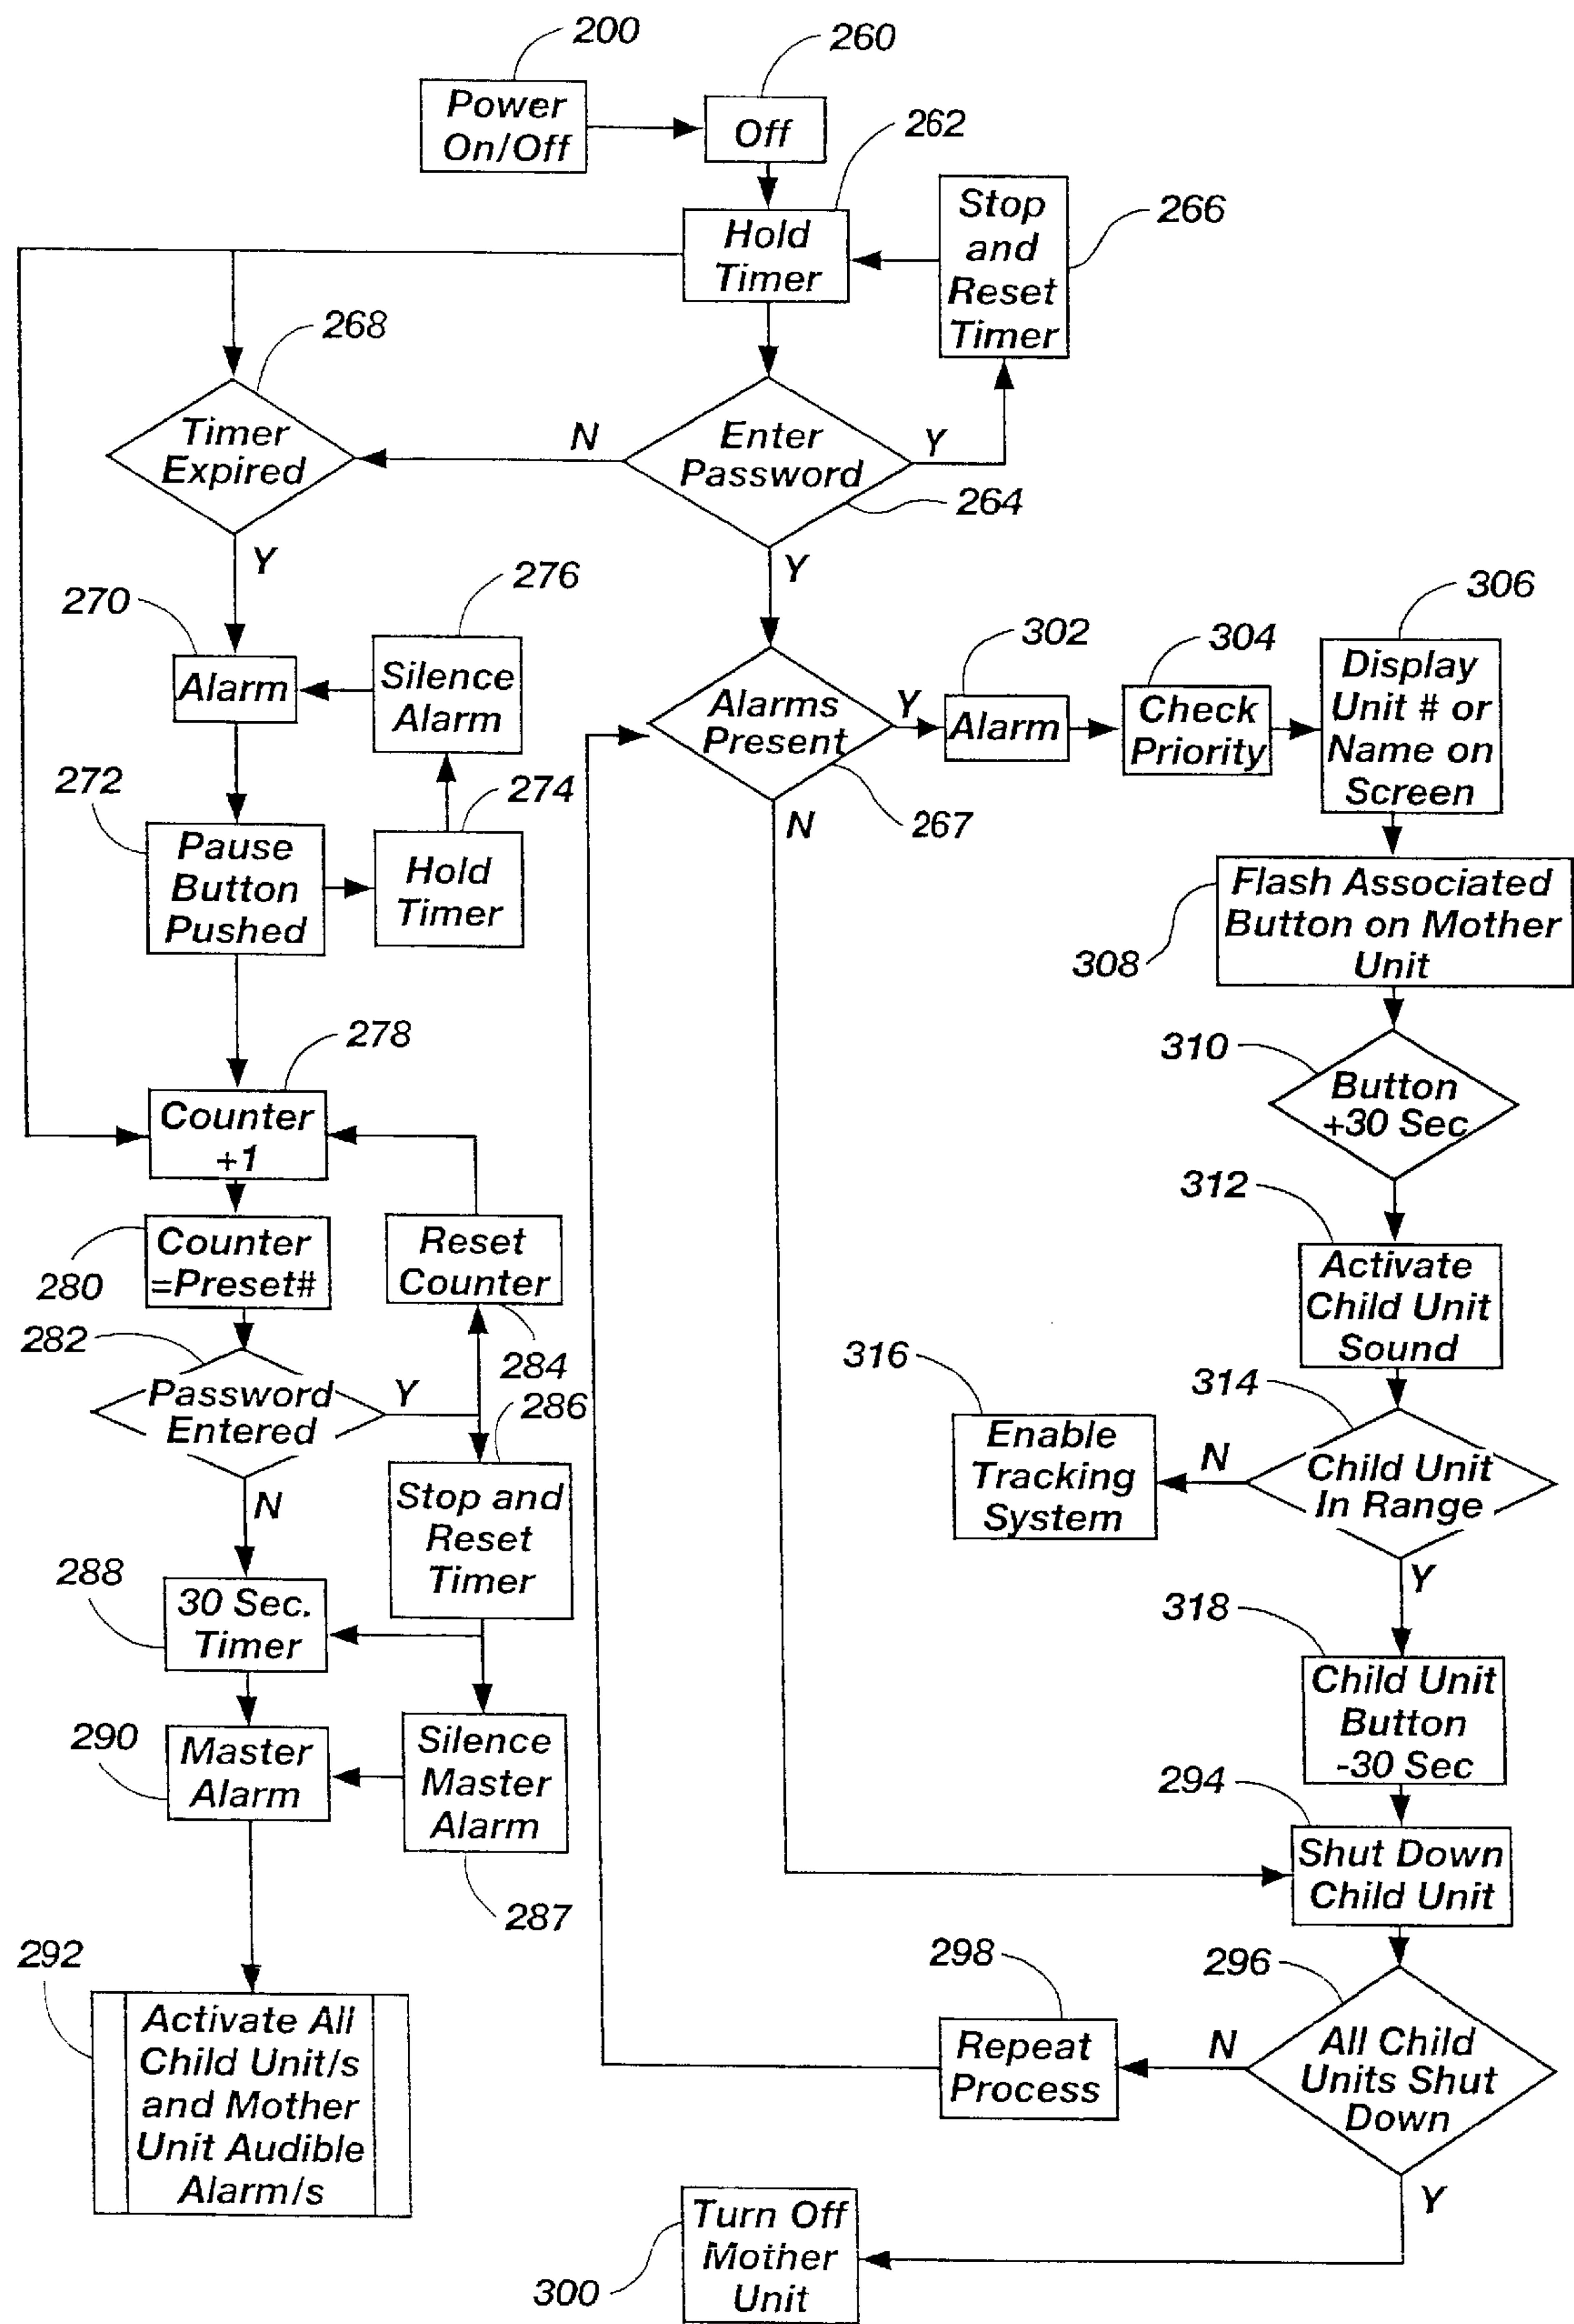 200
260
Power
On/Off
Off
262
Hold
Timer
Stop
and
Reset
Timer
266
268
Timer
Expired
N
Enter
Password
Y
264
Y
Y
270
Alarm
276
Silence
Alarm
272
Pause
Button
Pushed
274
Hold
Timer
Alarms
Present
Y
267
N
302
Alarm
304
Check
Priority
306
Display
Unit # or
Name on
Screen
Flash Associated
Button on Mother
Unit
308
310
Button
+30 Sec
312
Activate
Child Unit
Sound
314
Child Unit
In Range
N
316
Enable
Tracking
System
Y
318
Child Unit
Button
-30 Sec
278
Counter
+1
Counter
=Preset#
280
Reset
Counter
284
282
Password
Entered
Y
N
286
Stop and
Reset
Timer
288
30 Sec.
Timer
290
Master
Alarm
Silence
Master
Alarm
287
292
Activate All
Child Unit/s
and Mother
Unit Audible
Alarm/s
294
Shut Down
Child Unit
296
All Child
Units Shut
Down
N
298
Repeat
Process
Y
Turn Off
Mother
Unit
300